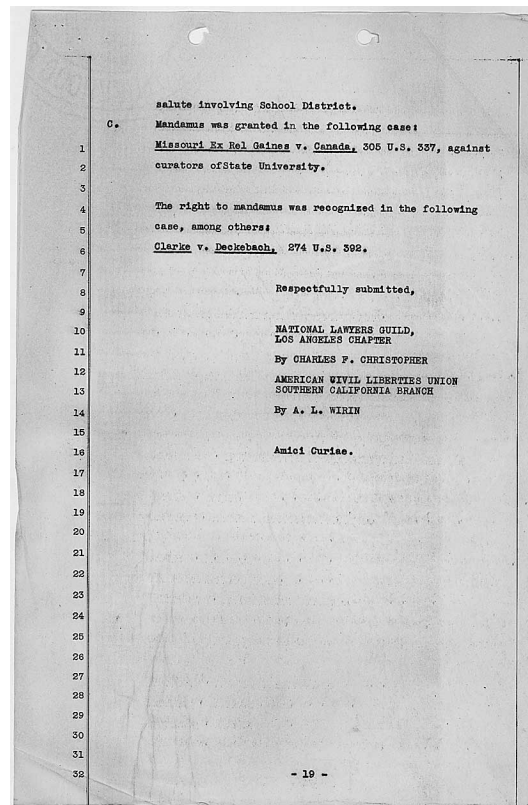 salute involving School District.
C. Mandamus was granted in the following case:
1 Missouri Ex Rel Gaines v. Canada, 305 U.S. 337, against
2 curators ofState University.
3
4 The right to mandamus was recognized in the following
5 case, among others:
6 Clarke v. Deckebach, 274 U.S. 392.
7
8 Respectfully submitted,
9
10 NATIONAL LAWYERS GUILD,
LOS ANGELES CHAPTER
11 By CHARLES F. CHRISTOPHER
12 AMERICAN CIVIL LIBERTIES UNION
13 SOUTHERN CALIFORNIA BRANCH
14 By A. L. WIRIN
15
16 Amici Curiae.
17
18
19
20
21
22
23
24
25
26
27
28
29
30
31
32 - 19 -